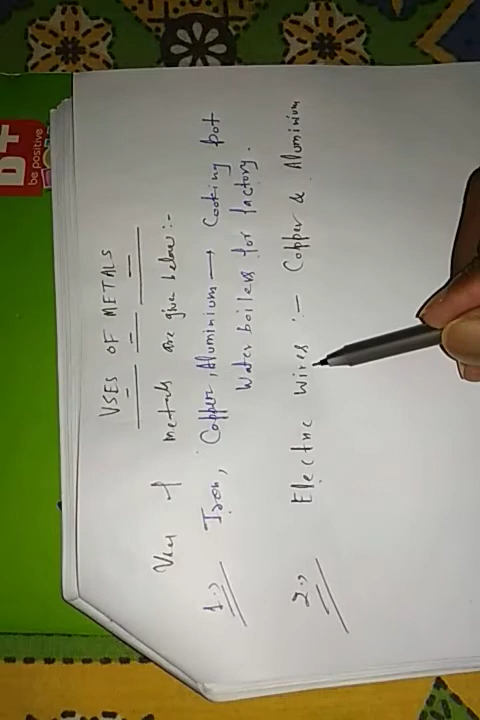 USES OF METALS
Uses of metals are give below:-
1.) Iron, Copper, Aluminium → Cooking pot
Water boilers for factory.
2.) Electric wires :- Copper & Aluminium
B+
be positive